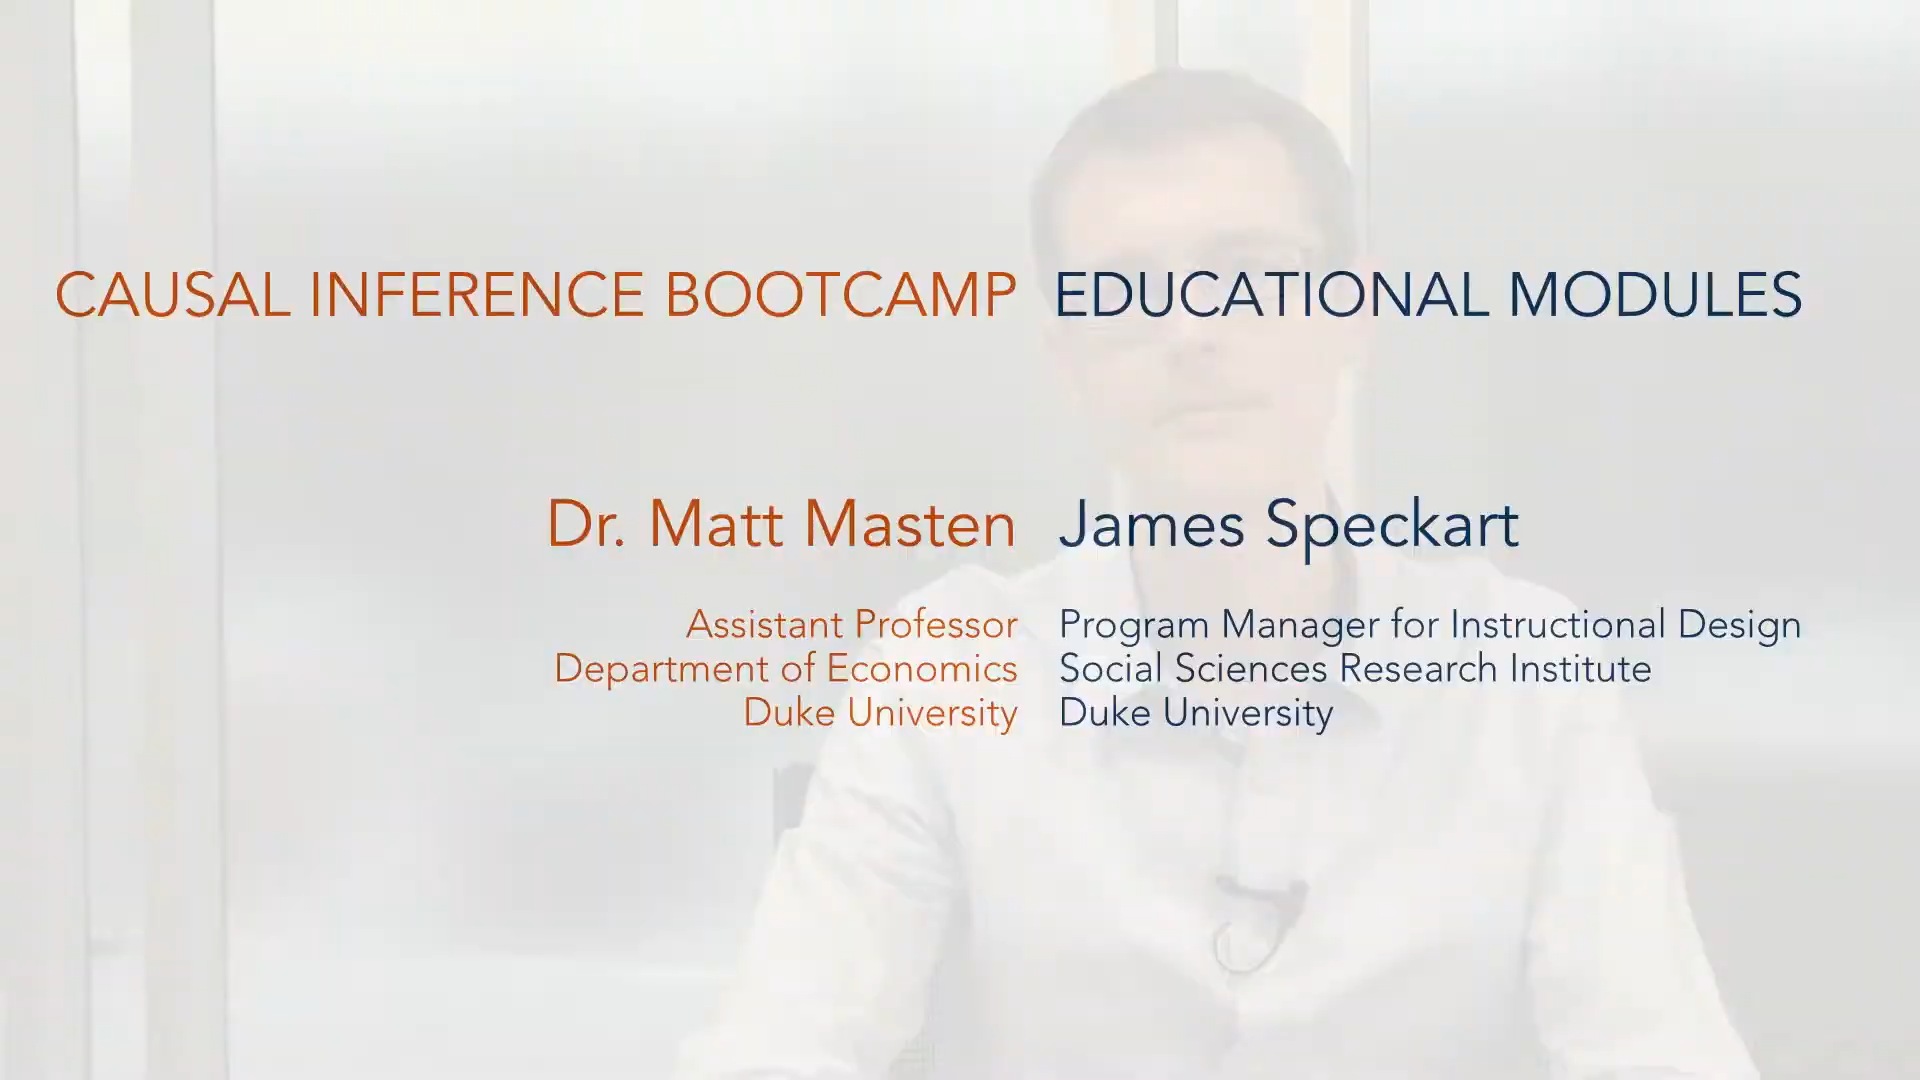 CAUSAL INFERENCE BOOTCAMP EDUCATIONAL MODULES
Dr. Matt Masten
Assistant Professor
Department of Economics
Duke University
James Speckart
Program Manager for Instructional Design
Social Sciences Research Institute
Duke University